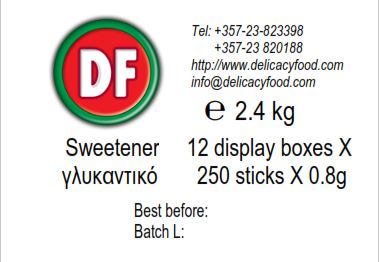 DF
Tel: +357-23-823398
+357-23 820188
http://www.delicacyfood.com
info@delicacyfood.com
℮ 2.4 kg
Sweetener 12 display boxes X
γλυκαντικό 250 sticks X 0.8g
Best before:
Batch L: